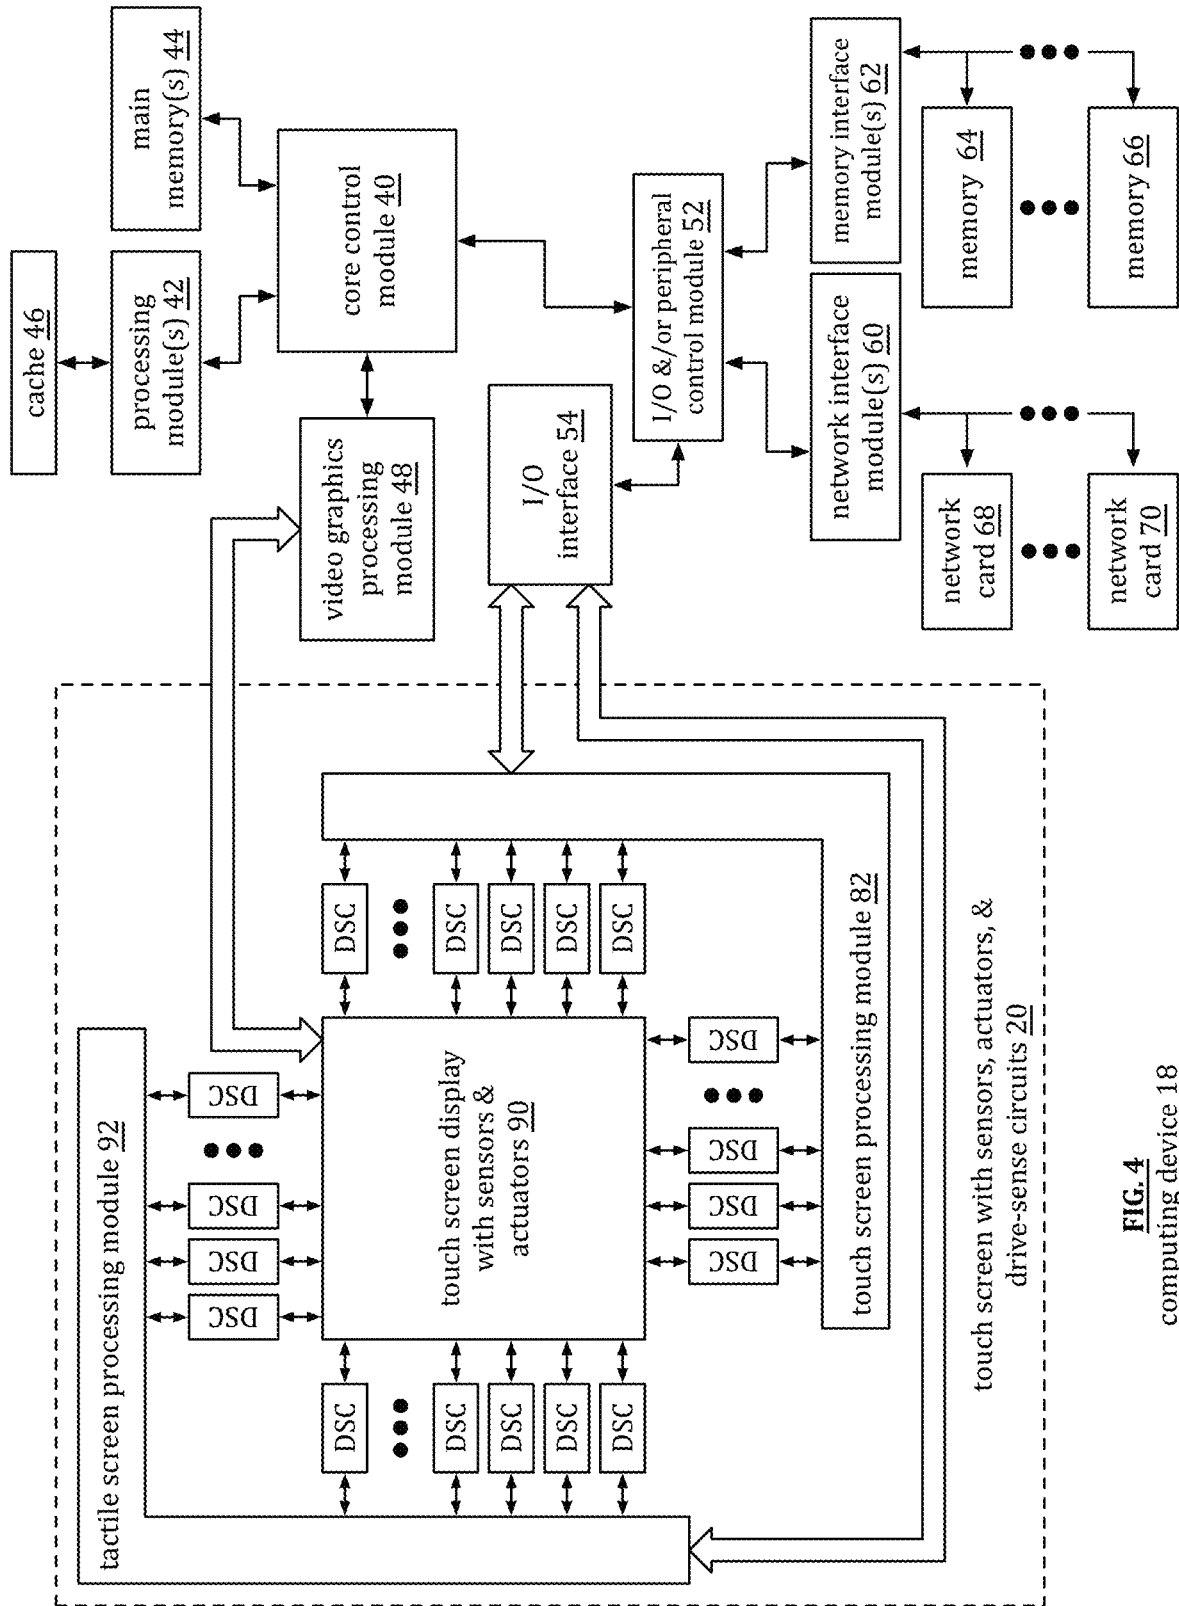 cache 46
processing
module(s) 42
main
memory(s) 44
core control
module 40
video graphics
processing
module 48
I/O
interface 54
I/O &/or peripheral
control module 52
network interface
module(s) 60
memory interface
module(s) 62
network
card 68
network
card 70
memory 64
memory 66
tactile screen processing module 92
DSC
DSC
DSC
DSC
DSC
DSC
DSC
DSC
DSC
touch screen display
with sensors &
actuators 90
DSC
DSC
DSC
DSC
DSC
DSC
DSC
DSC
DSC
touch screen processing module 82
touch screen with sensors, actuators, &
drive-sense circuits 20
FIG. 4
computing device 18